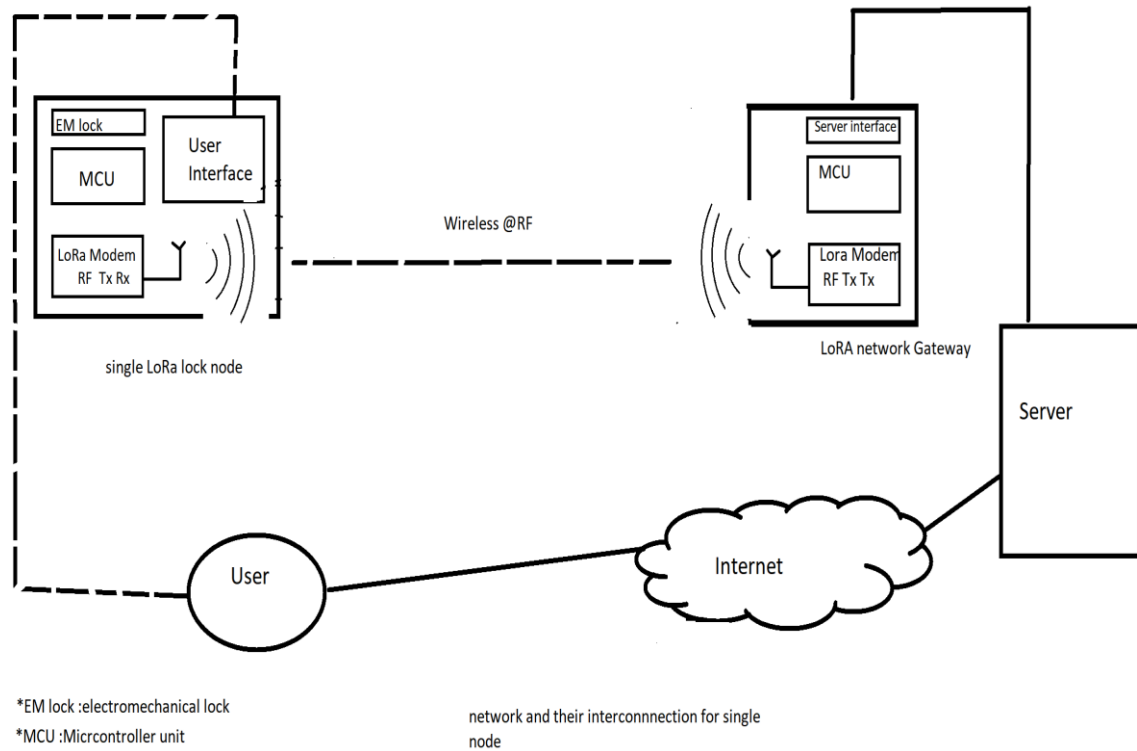 EM lock
MCU
User
Interface
LoRa Modem
RF Tx Rx
single LoRa lock node
Wireless @RF
Server interface
MCU
Lora Modem
RF Tx Tx
LoRA network Gateway
Server
User
Internet
*EM lock :electromechanical lock
*MCU :Micrcontroller unit
network and their interconnnection for single
node